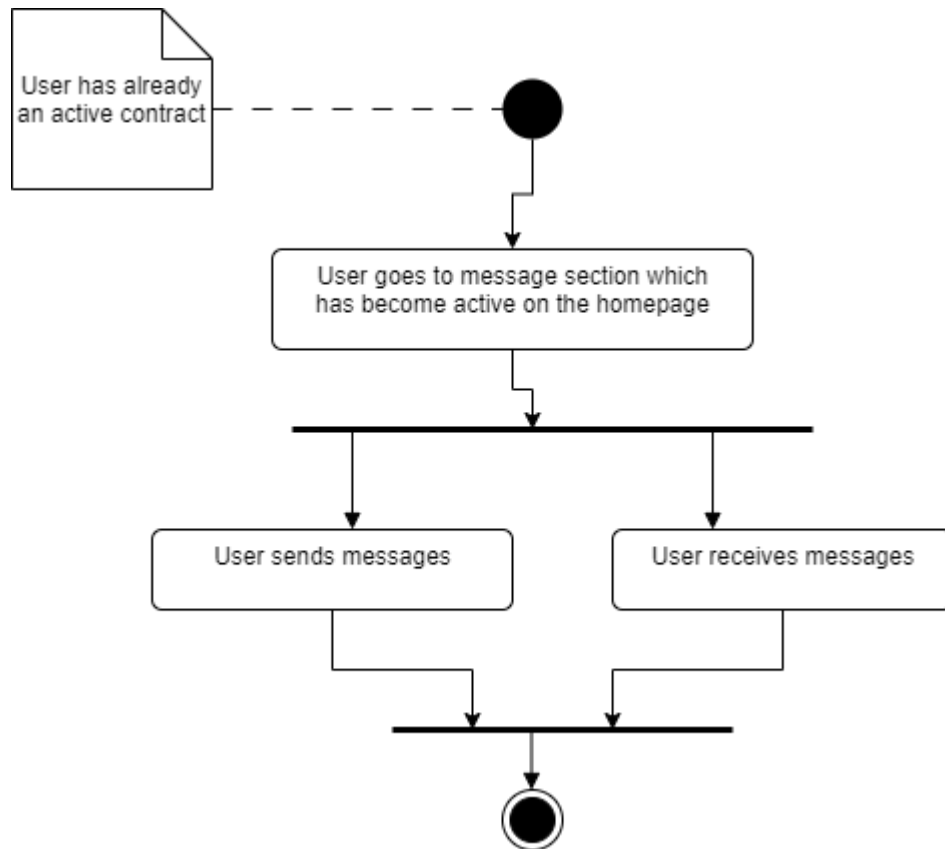 User has already
an active contract
User goes to message section which
has become active on the homepage
User sends messages
User receives messages